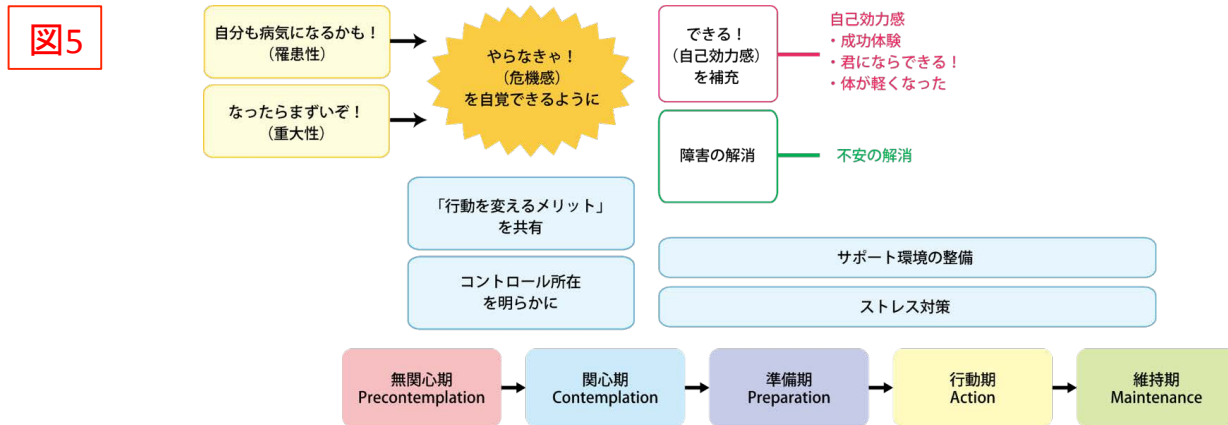 図5
自分も病気になるかも!
(罹患性)
なったらまずいぞ!
(重大性)
やらなきゃ!
(危機感)
を自覚できるように
できる!
(自己効力感)
を補充
自己効力感
・成功体験
・君にならできる!
・体が軽くなった
障害の解消
不安の解消
「行動を変えるメリット」
を共有
コントロール所在
を明らかに
サポート環境の整備
ストレス対策
無関心期
Precontemplation
関心期
Contemplation
準備期
Preparation
行動期
Action
維持期
Maintenance